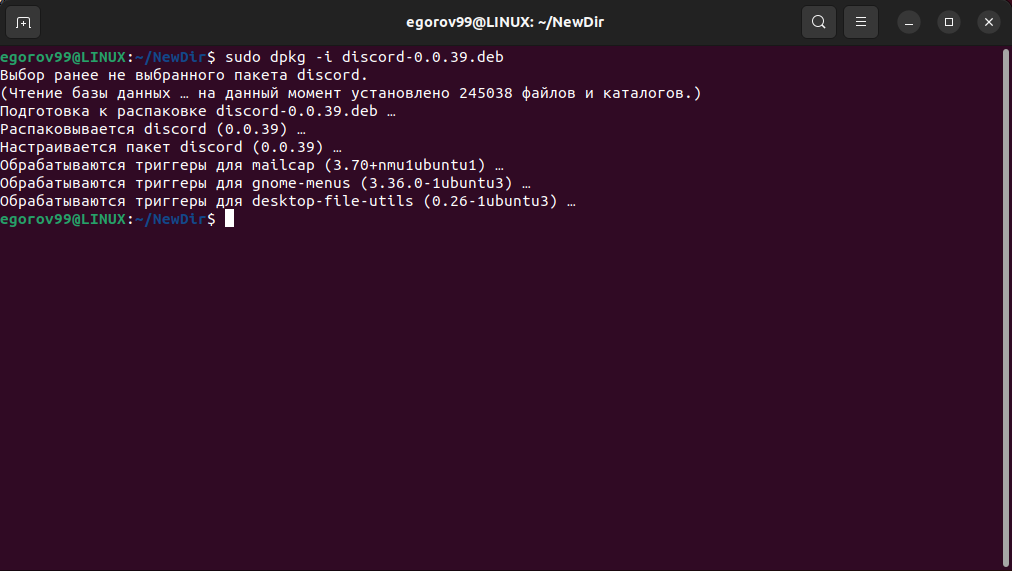 egorov99@LINUX: ~/NewDir
egorov99@LINUX:~/NewDir$ sudo dpkg -i discord-0.0.39.deb
Выбор ранее не выбранного пакета discord.
(Чтение базы данных … на данный момент установлено 245038 файлов и каталогов.)
Подготовка к распаковке discord-0.0.39.deb …
Распаковывается discord (0.0.39) …
Настраивается пакет discord (0.0.39) …
Обрабатываются триггеры для mailcap (3.70+nmu1ubuntu1) …
Обрабатываются триггеры для gnome-menus (3.36.0-1ubuntu3) …
Обрабатываются триггеры для desktop-file-utils (0.26-1ubuntu3) …
egorov99@LINUX:~/NewDir$